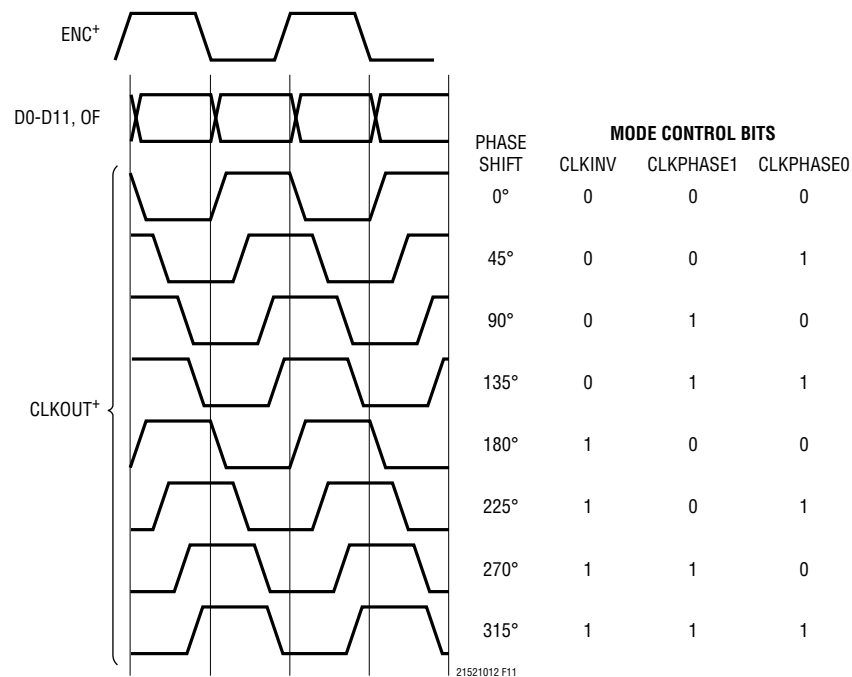 ENC+
D0-D11, OF
CLKOUT+
PHASE SHIFT
MODE CONTROL BITS
CLKINV CLKPHASE1 CLKPHASE0
0° 0 0 0
45° 0 0 1
90° 0 1 0
135° 0 1 1
180° 1 0 0
225° 1 0 1
270° 1 1 0
315° 1 1 1
21521012 F11